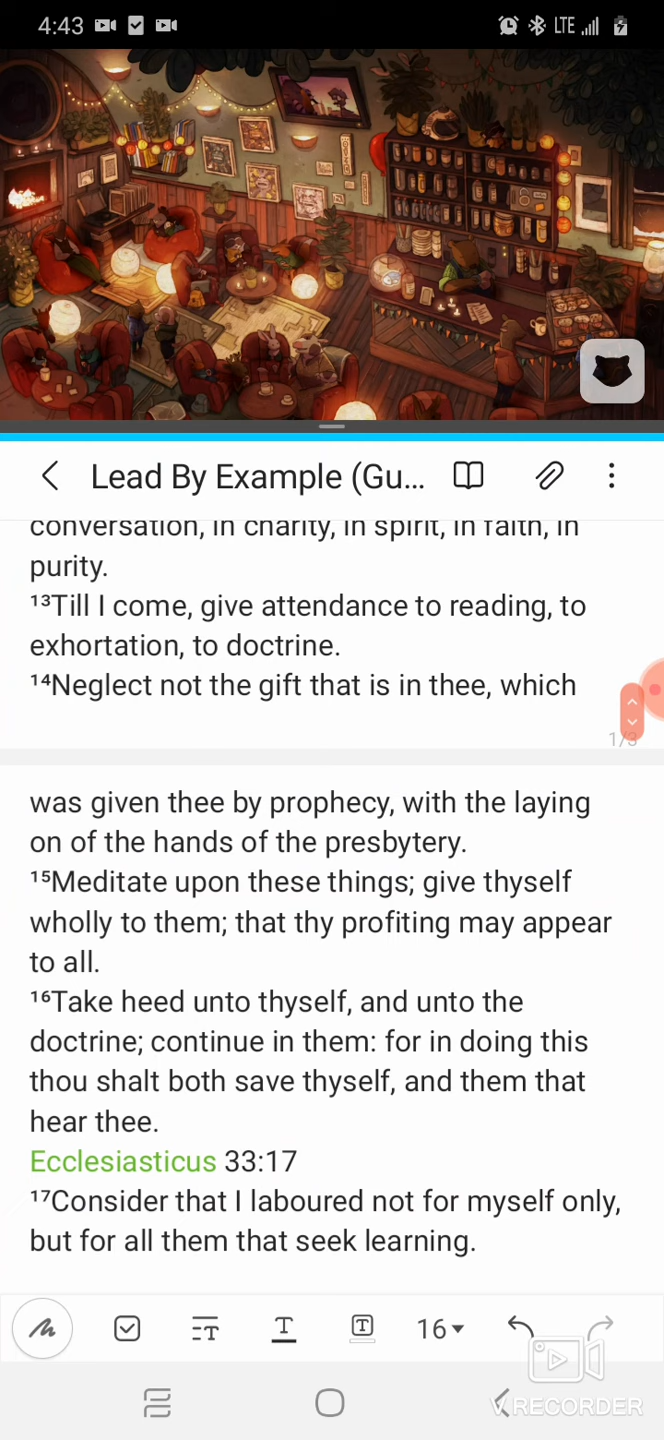 4:43
LTE
Lead By Example (Gu...
conversation, in charity, in spirit, in faith, in
purity.
¹³Till I come, give attendance to reading, to
exhortation, to doctrine.
¹⁴Neglect not the gift that is in thee, which
1/3
was given thee by prophecy, with the laying
on of the hands of the presbytery.
¹⁵Meditate upon these things; give thyself
wholly to them; that thy profiting may appear
to all.
¹⁶Take heed unto thyself, and unto the
doctrine; continue in them: for in doing this
thou shalt both save thyself, and them that
hear thee.
Ecclesiasticus 33:17
¹⁷Consider that I laboured not for myself only,
but for all them that seek learning.
T T T 16
V.RECORDER